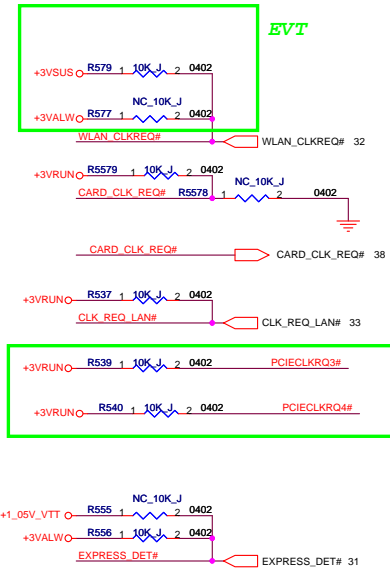 EVT
+3VSUS R579 1 10K_J 2 0402
NC_10K_J
+3VALW R577 1 2 0402
WLAN_CLKREQ# WLAN_CLKREQ# 32
+3VRUN R5579 1 10K_J 2 0402
CARD_CLK_REQ# R5578 1 NC_10K_J 2 0402
CARD_CLK_REQ# CARD_CLK_REQ# 38
+3VRUN R537 1 10K_J 2 0402
CLK_REQ_LAN# CLK_REQ_LAN# 33
+3VRUN R539 1 10K_J 2 0402 PCIECLKRQ3#
+3VRUN R540 1 10K_J 2 0402 PCIECLKRQ4#
NC_10K_J
+1_05V_VTT R555 1 2 0402
+3VALW R556 1 10K_J 2 0402
EXPRESS_DET# EXPRESS_DET# 31